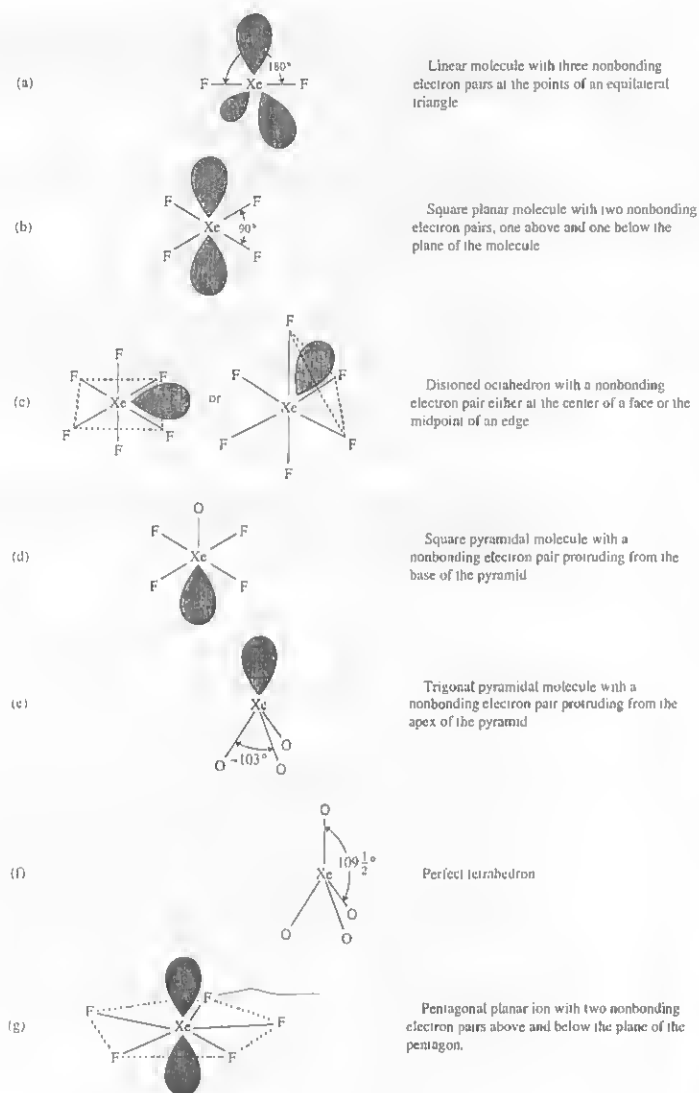 (a)
180°
F Xe F
Linear molecule with three nonbonding
electron pairs at the points of an equilateral
triangle
(b)
F F
Xe
90°
F F
Square planar molecule with two nonbonding
electron pairs, one above and one below the
plane of the molecule
(c)
F
F F
Xe
F F
F
or
F
F F
Xe
F F
F
Distorted octahedron with a nonbonding
electron pair either at the center of a face or the
midpoint of an edge
(d)
O
F F
Xe
F F
Square pyramidal molecule with a
nonbonding electron pair protruding from the
base of the pyramid
(e)
Xe
O
O ~103° O
Trigonal pyramidal molecule with a
nonbonding electron pair protruding from the
apex of the pyramid
(f)
O
109 1/2°
Xe
O
O O
Perfect tetrahedron
(g)
F F
Xe F
F F
Pentagonal planar ion with two nonbonding
electron pairs above and below the plane of the
pentagon.